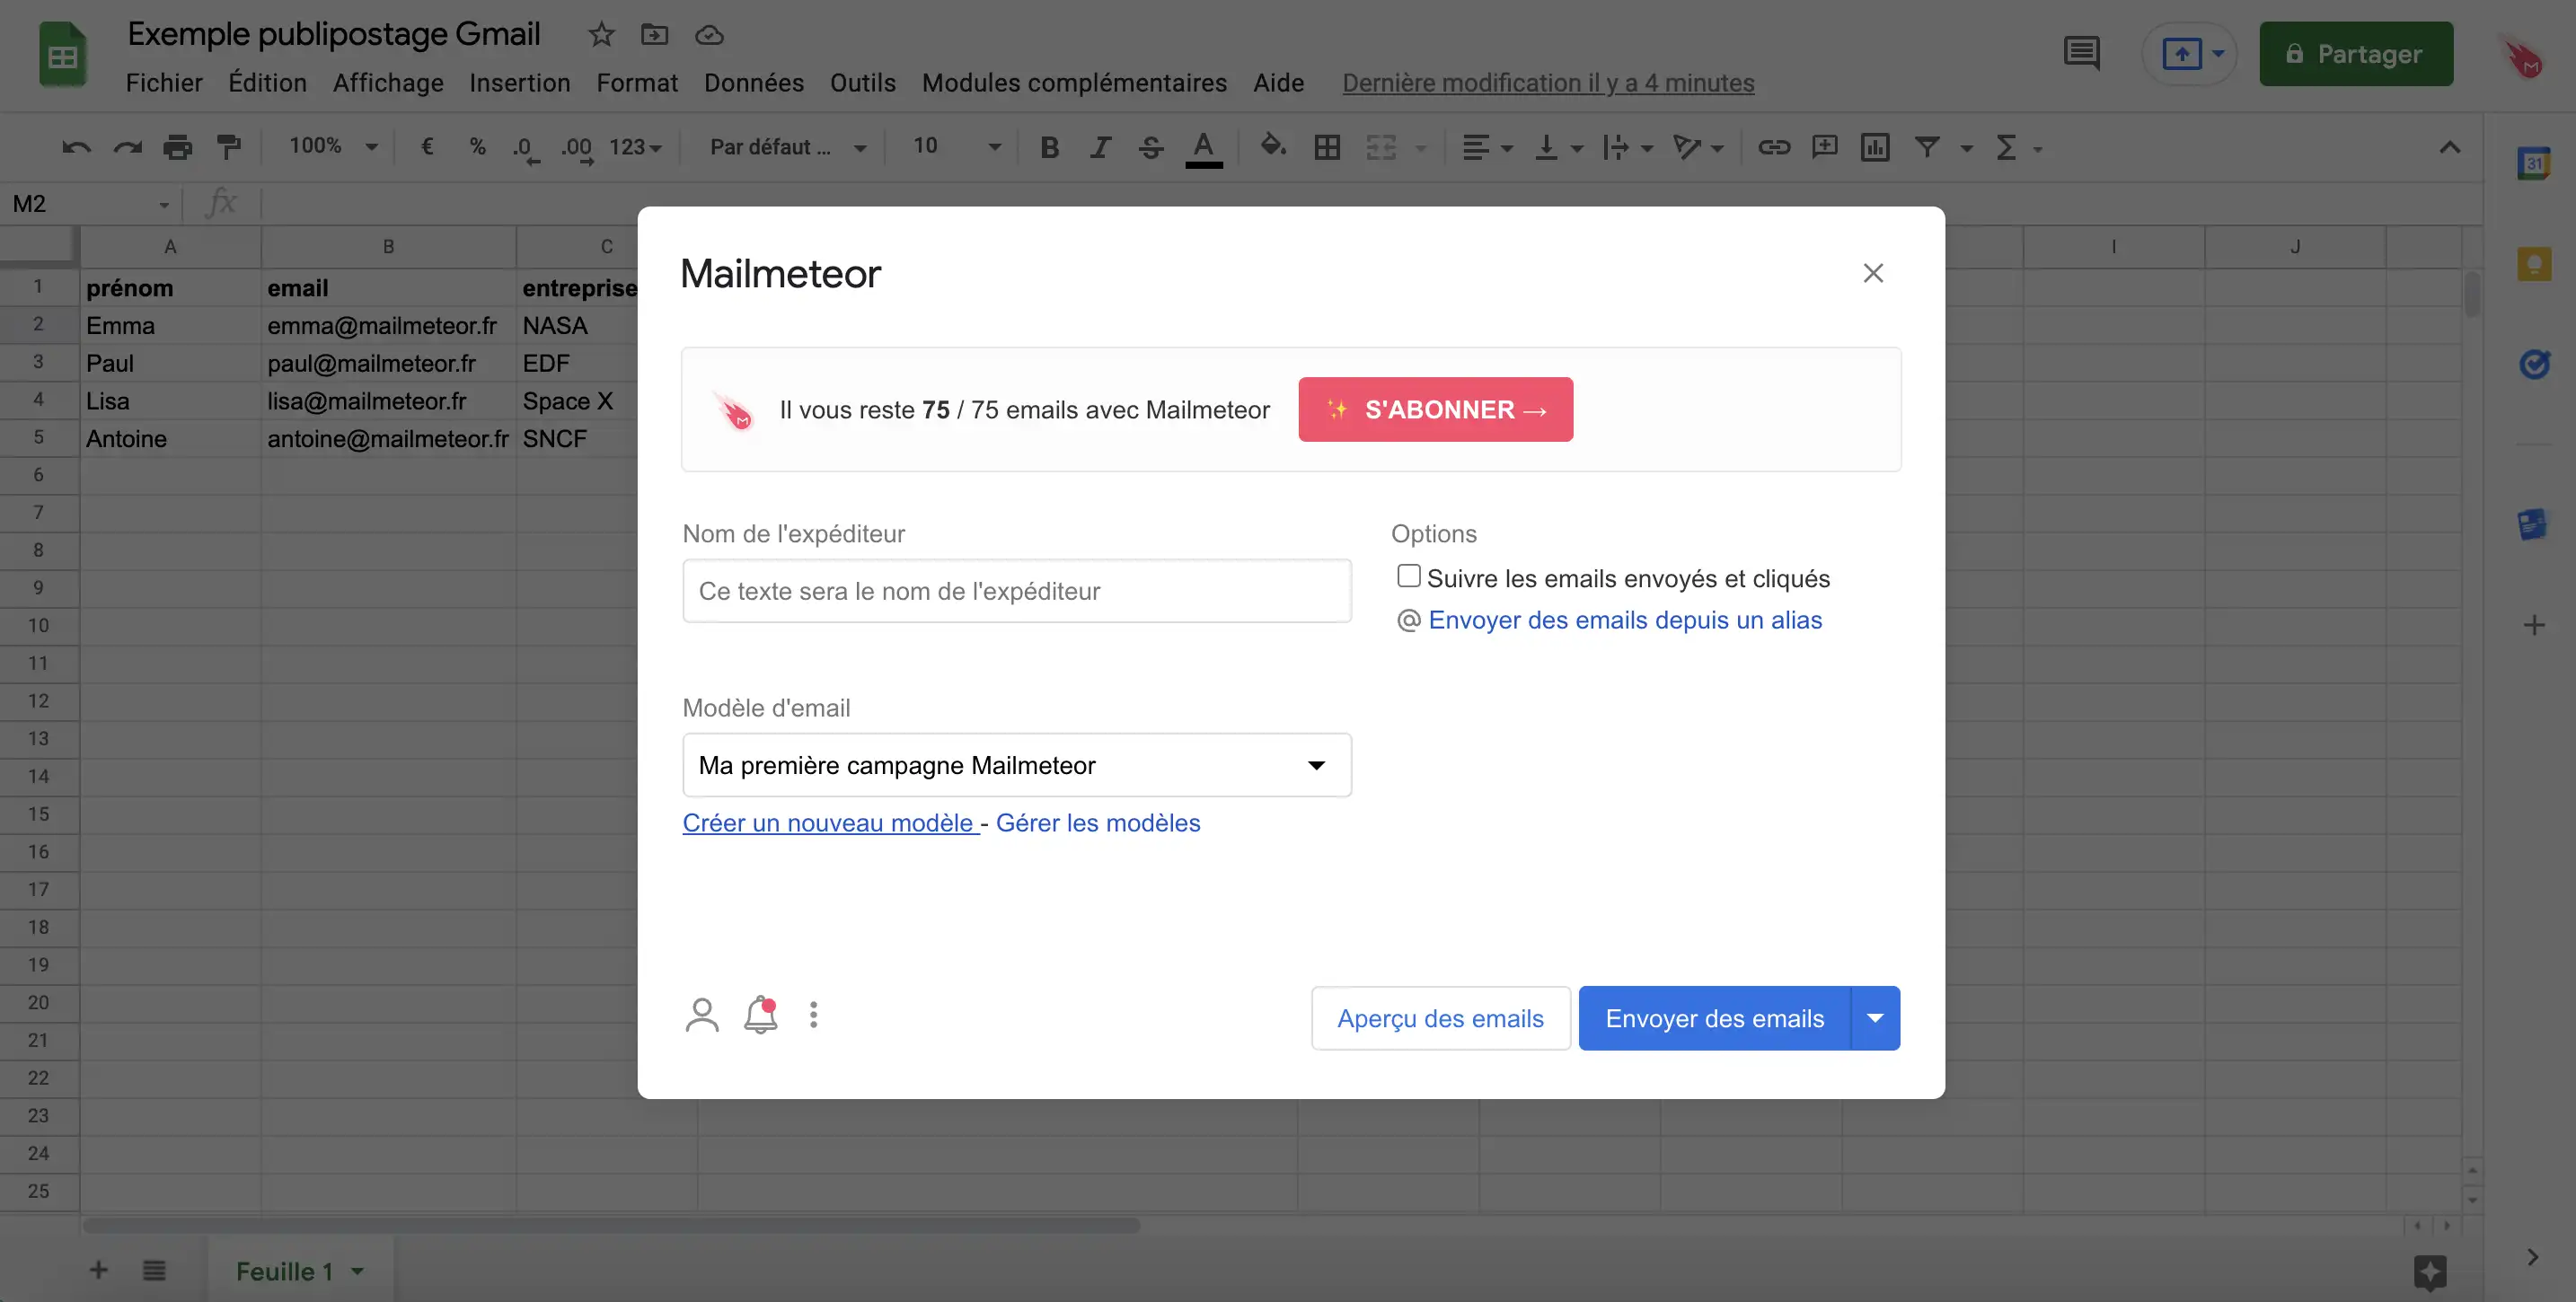 Exemple publipostage Gmail
Fichier Édition Affichage Insertion Format Données Outils Modules complémentaires Aide Dernière modification il y a 4 minutes
Partager
100% € % .0 .00 123 Par défaut ... 10 B I S A Σ
31
M2 fx
A B C I J
1 prénom email entreprise
2 Emma emma@mailmeteor.fr NASA
3 Paul paul@mailmeteor.fr EDF
4 Lisa lisa@mailmeteor.fr Space X
5 Antoine antoine@mailmeteor.fr SNCF
6
7
8
9
10
11
12
13
14
15
16
17
18
19
20
21
22
23
24
25
Mailmeteor
Il vous reste 75 / 75 emails avec Mailmeteor ✨ S'ABONNER →
Nom de l'expéditeur
Ce texte sera le nom de l'expéditeur
Options
Suivre les emails envoyés et cliqués
@ Envoyer des emails depuis un alias
Modèle d'email
Ma première campagne Mailmeteor
Créer un nouveau modèle - Gérer les modèles
Aperçu des emails Envoyer des emails
Feuille 1